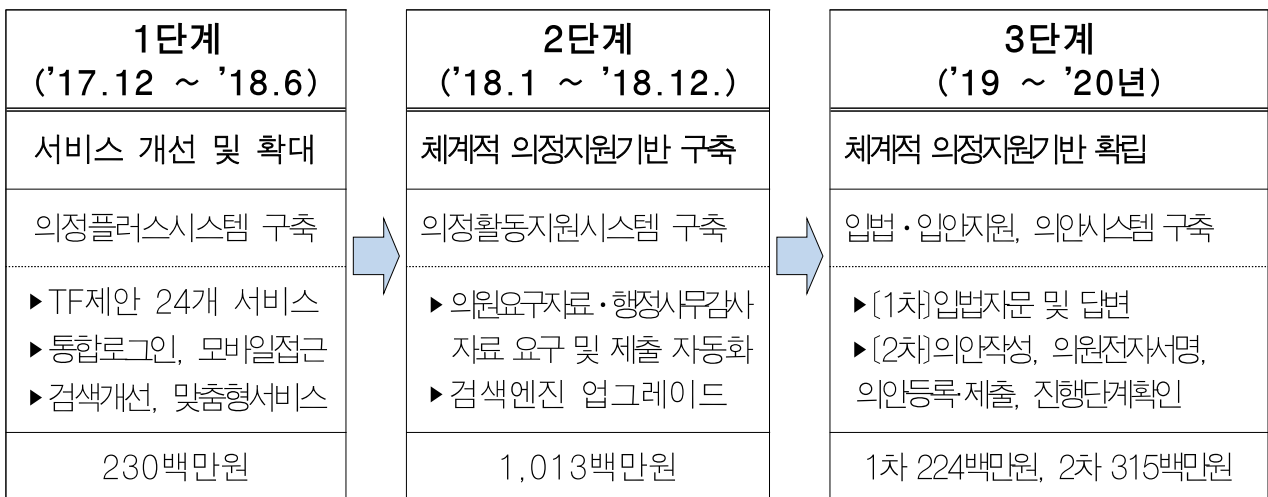 1단계
(’17.12 ~ ’18.6)
서비스 개선 및 확대
의정플러스시스템 구축
▶TF제안 24개 서비스
▶통합로그인, 모바일접근
▶검색개선, 맞춤형서비스
230백만원
2단계
(’18.1 ~ ’18.12.)
체계적 의정지원기반 구축
의정활동지원시스템 구축
▶의원요구자료·행정사무감사
자료 요구 및 제출 자동화
▶검색엔진 업그레이드
1,013백만원
3단계
(’19 ~ ’20년)
체계적 의정지원기반 확립
입법·입안지원, 의안시스템 구축
▶〔1차〕입법자문 및 답변
▶〔2차〕의안작성, 의원전자서명,
의안등록·제출, 진행단계확인
1차 224백만원, 2차 315백만원